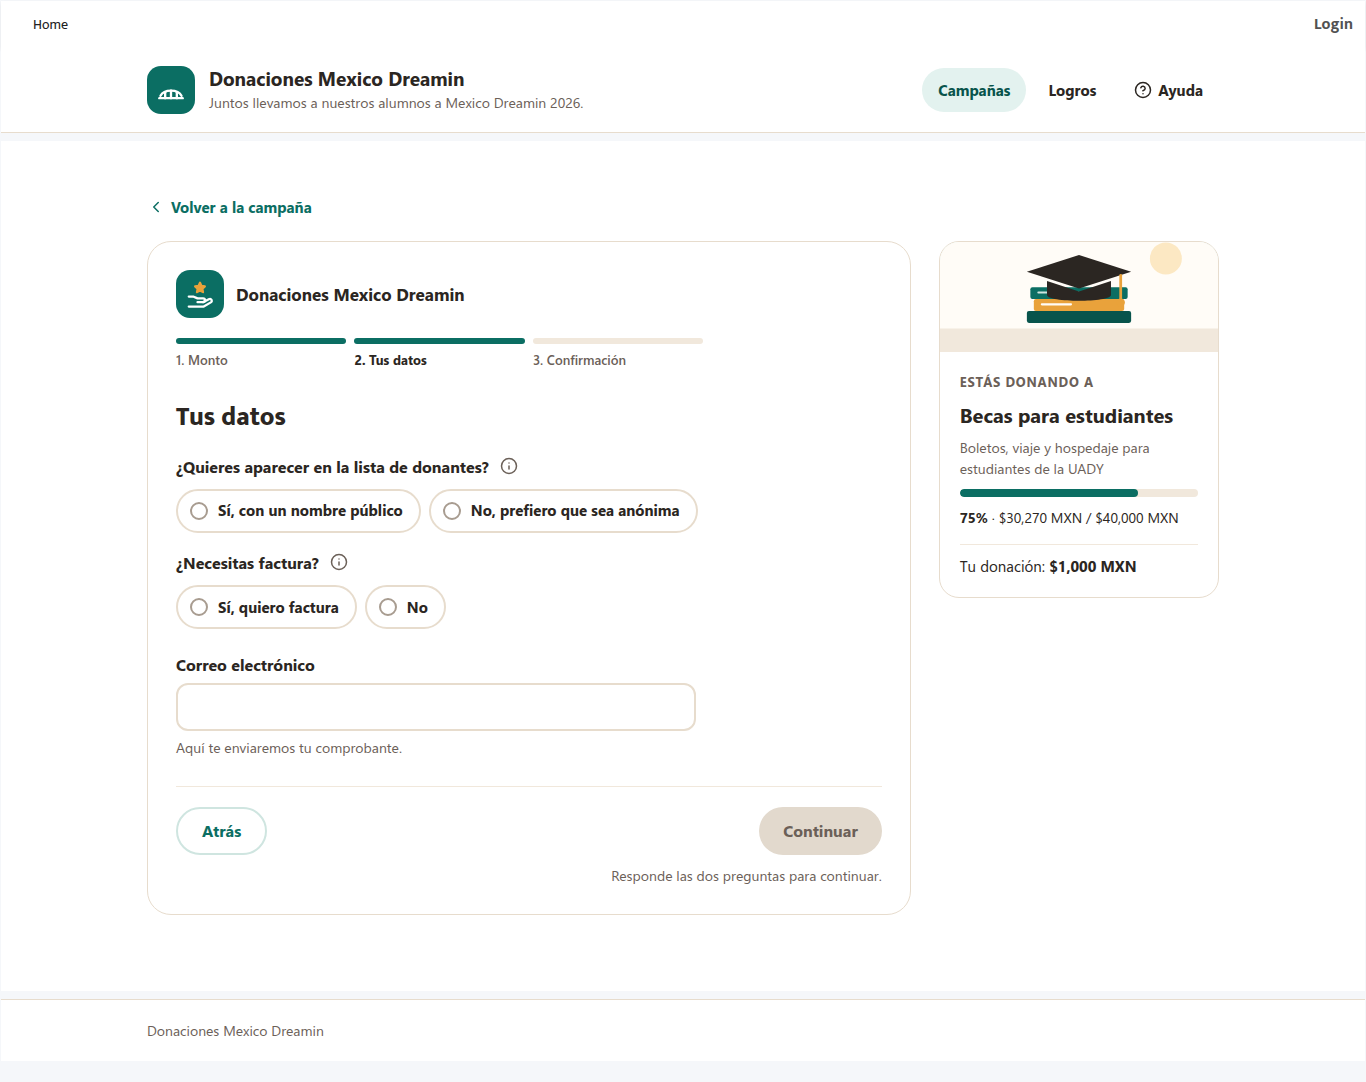 Home
Login
Donaciones Mexico Dreamin
Juntos llevamos a nuestros alumnos a Mexico Dreamin 2026.
Campañas
Logros
Ayuda
Volver a la campaña
Donaciones Mexico Dreamin
1. Monto
2. Tus datos
3. Confirmación
Tus datos
¿Quieres aparecer en la lista de donantes?
Sí, con un nombre público
No, prefiero que sea anónima
¿Necesitas factura?
Sí, quiero factura
No
Correo electrónico
Aquí te enviaremos tu comprobante.
Atrás
Continuar
Responde las dos preguntas para continuar.
ESTÁS DONANDO A
Becas para estudiantes
Boletos, viaje y hospedaje para
estudiantes de la UADY
75% · $30,270 MXN / $40,000 MXN
Tu donación: $1,000 MXN
Donaciones Mexico Dreamin